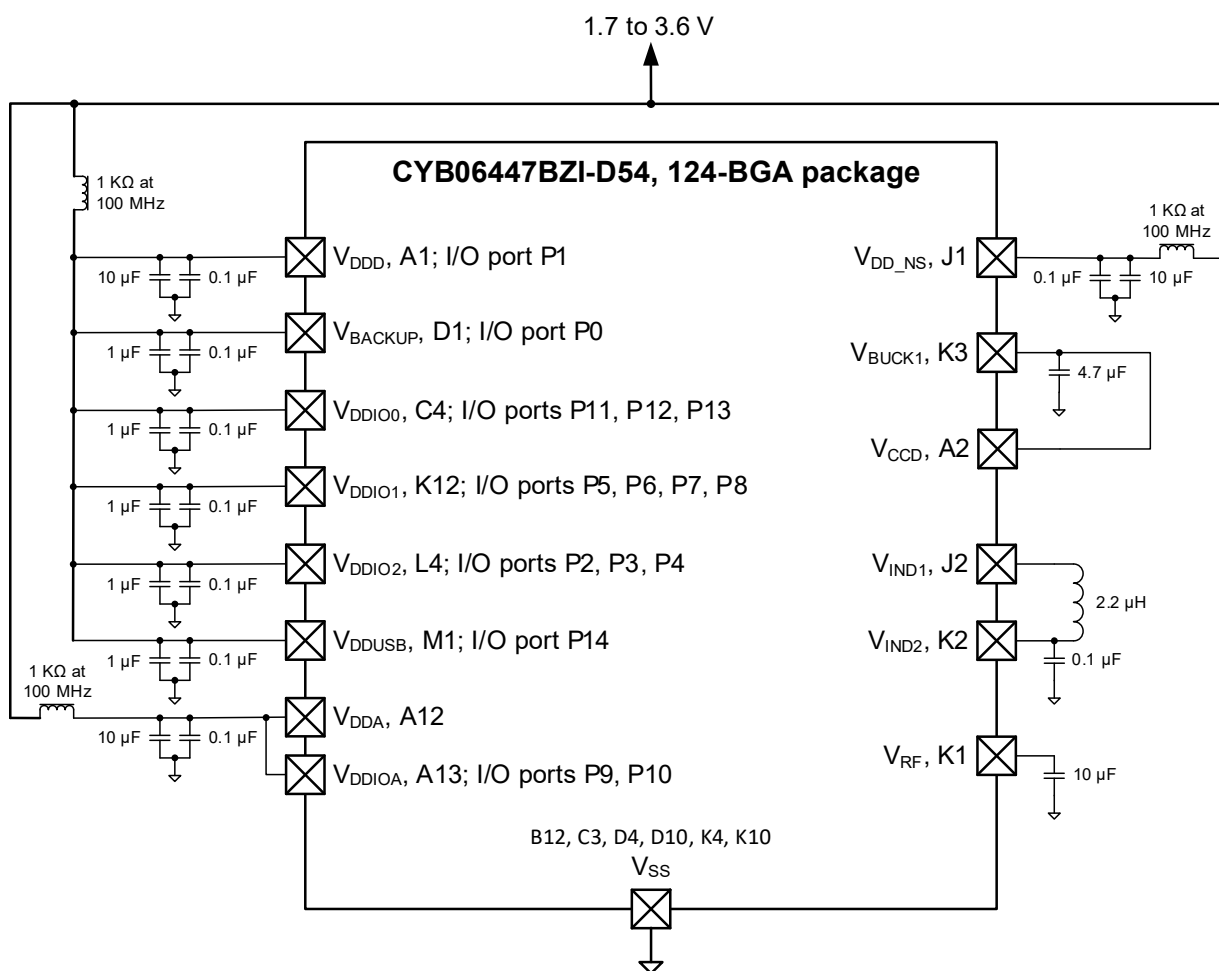 1.7 to 3.6 V
CYB06447BZI-D54, 124-BGA package
1 KΩ at
100 MHz
1 KΩ at
100 MHz
VDDD, A1; I/O port P1
10 µF
0.1 µF
VDD_NS, J1
0.1 µF
10 µF
VBACKUP, D1; I/O port P0
1 µF
0.1 µF
VBUCK1, K3
4.7 µF
VDDIO0, C4; I/O ports P11, P12, P13
1 µF
0.1 µF
VCCD, A2
VDDIO1, K12; I/O ports P5, P6, P7, P8
1 µF
0.1 µF
VDDIO2, L4; I/O ports P2, P3, P4
1 µF
0.1 µF
VIND1, J2
2.2 µH
VDDUSB, M1; I/O port P14
1 µF
0.1 µF
VIND2, K2
0.1 µF
1 KΩ at
100 MHz
VDDA, A12
10 µF
0.1 µF
VDDIOA, A13; I/O ports P9, P10
VRF, K1
10 µF
B12, C3, D4, D10, K4, K10
VSS